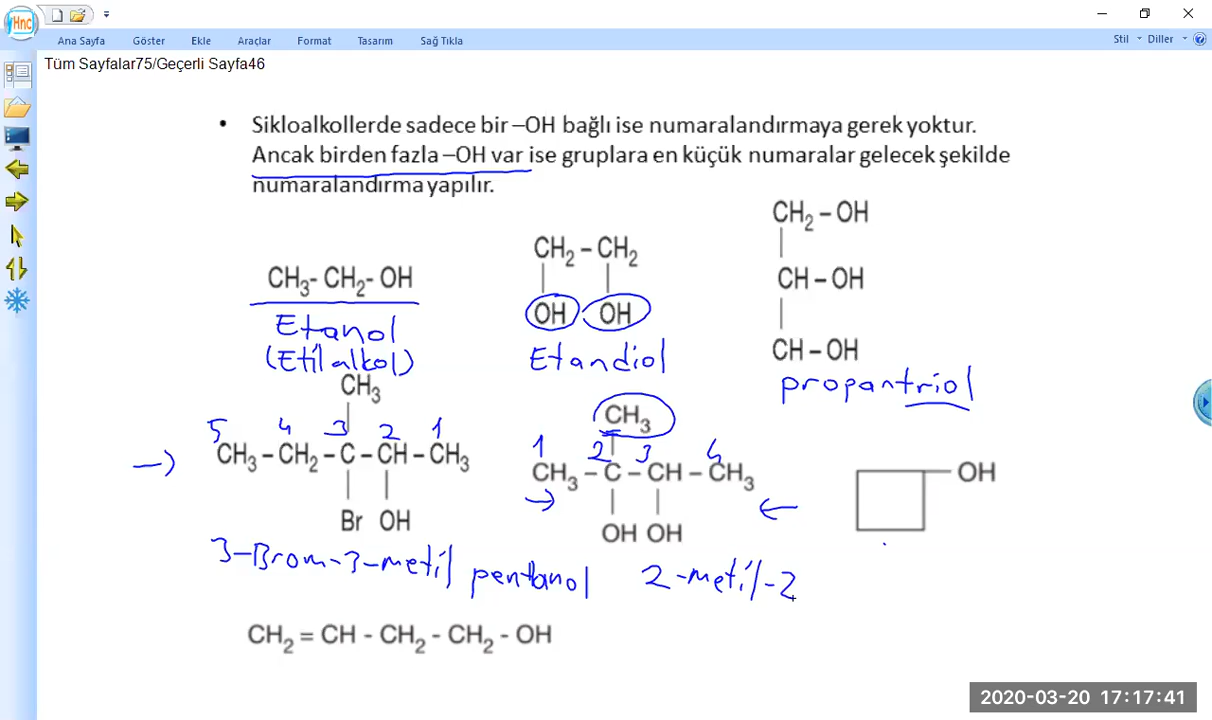 Hnc
Ana Sayfa Göster Ekle Araçlar Format Tasarım Sağ Tıkla Stil Diller
Tüm Sayfalar75/Geçerli Sayfa46
• Sikloalkollerde sadece bir –OH bağlı ise numaralandırmaya gerek yoktur.
Ancak birden fazla –OH var ise gruplara en küçük numaralar gelecek şekilde
numaralandırma yapılır.
CH3- CH2- OH
Etanol
(Etil alkol)
CH2 – CH2
OH OH
Etandiol
CH2 – OH
CH – OH
CH – OH
propantriol
CH3
5 4 3 2 1
CH3 – CH2 – C – CH – CH3
Br OH
3-Brom-3-metil pentanol
CH3
1 2 3 4
CH3 – C – CH – CH3
OH OH
2-metil-2
OH
CH2 = CH - CH2 - CH2 - OH
2020-03-20 17:17:41